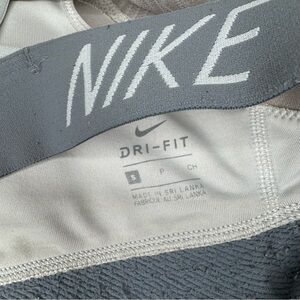 NIKE
DRI-FIT
S P CH
MADE IN SRI LANKA
FABRIQUÉ AU SRI LANKA